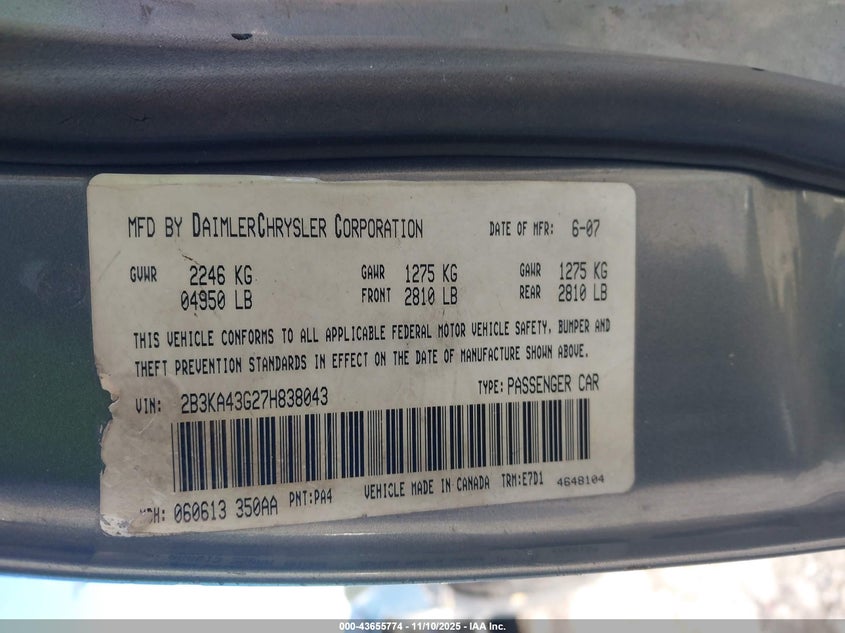 MFD BY DAIMLERCHRYSLER CORPORATION DATE OF MFR: 6-07
GVWR 2246 KG GAWR 1275 KG GAWR 1275 KG
04950 LB FRONT 2810 LB REAR 2810 LB
THIS VEHICLE CONFORMS TO ALL APPLICABLE FEDERAL MOTOR VEHICLE SAFETY, BUMPER AND
THEFT PREVENTION STANDARDS IN EFFECT ON THE DATE OF MANUFACTURE SHOWN ABOVE.
VIN: 2B3KA43G27H838043 TYPE: PASSENGER CAR
060613 350AA PNT:PA4 VEHICLE MADE IN CANADA TRM:E7D1 4648104
000-43655774 - 11/10/2025 - IAA Inc.